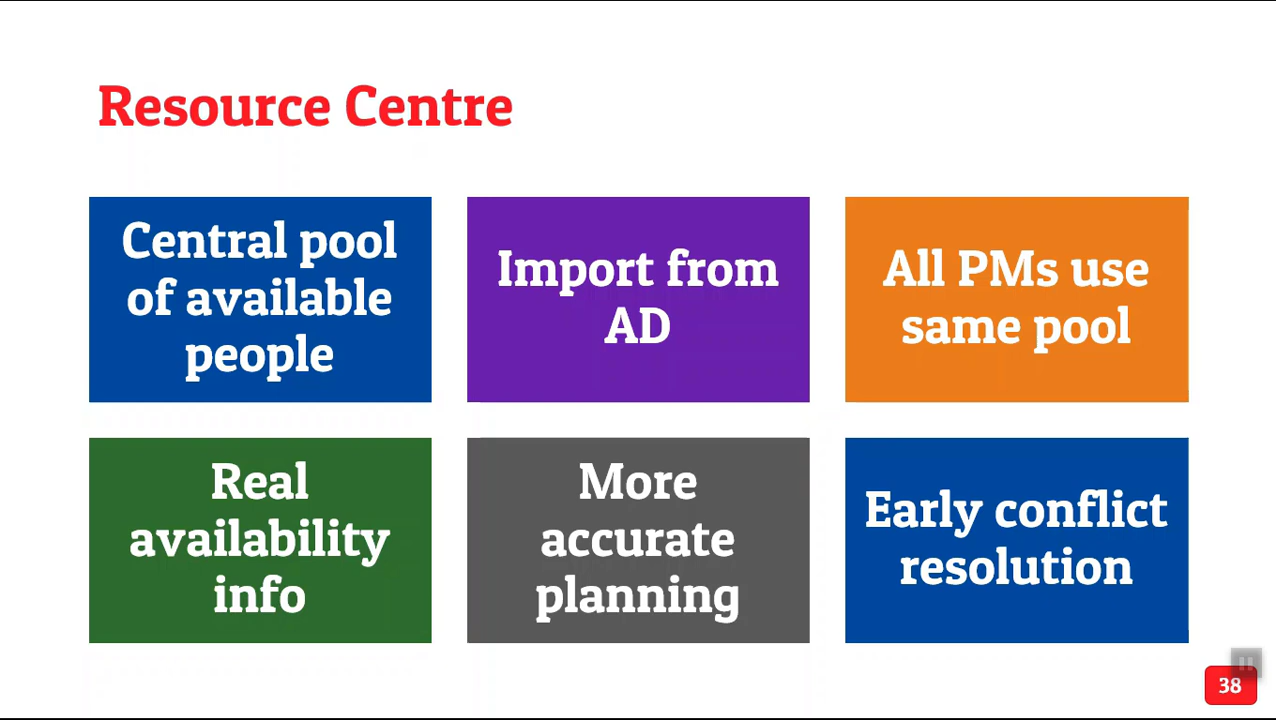 Resource Centre
Central pool
of available
people
Import from
AD
All PMs use
same pool
Real
availability
info
More
accurate
planning
Early conflict
resolution
38